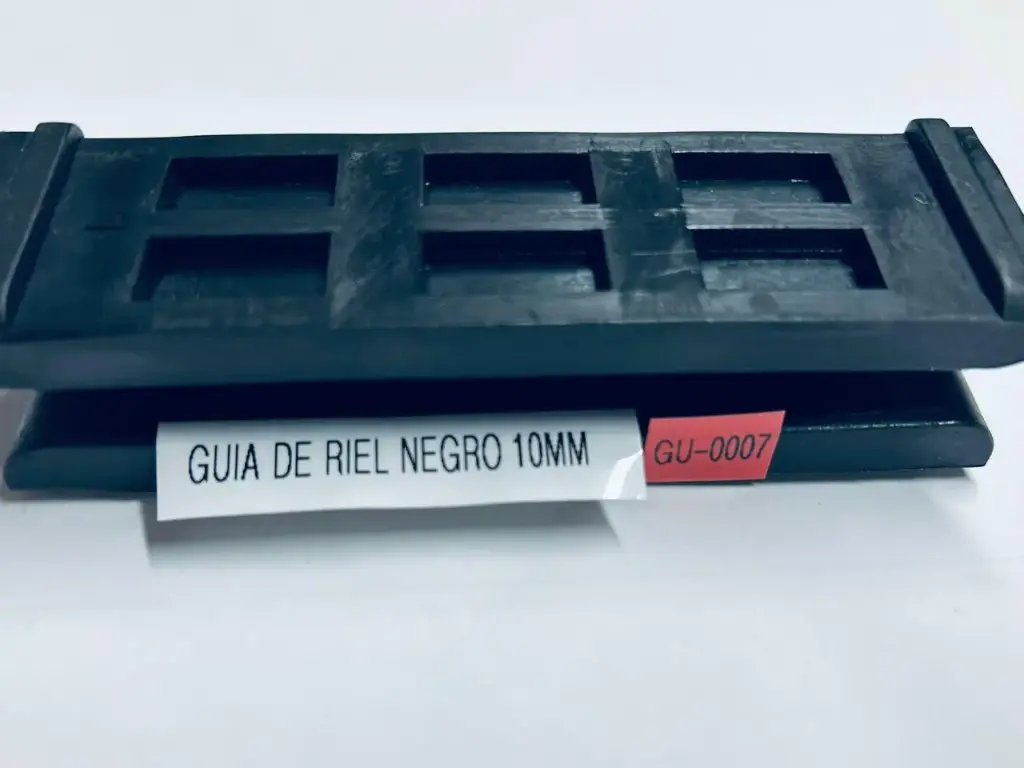 GUIA DE RIEL NEGRO 10MM
GU-0007